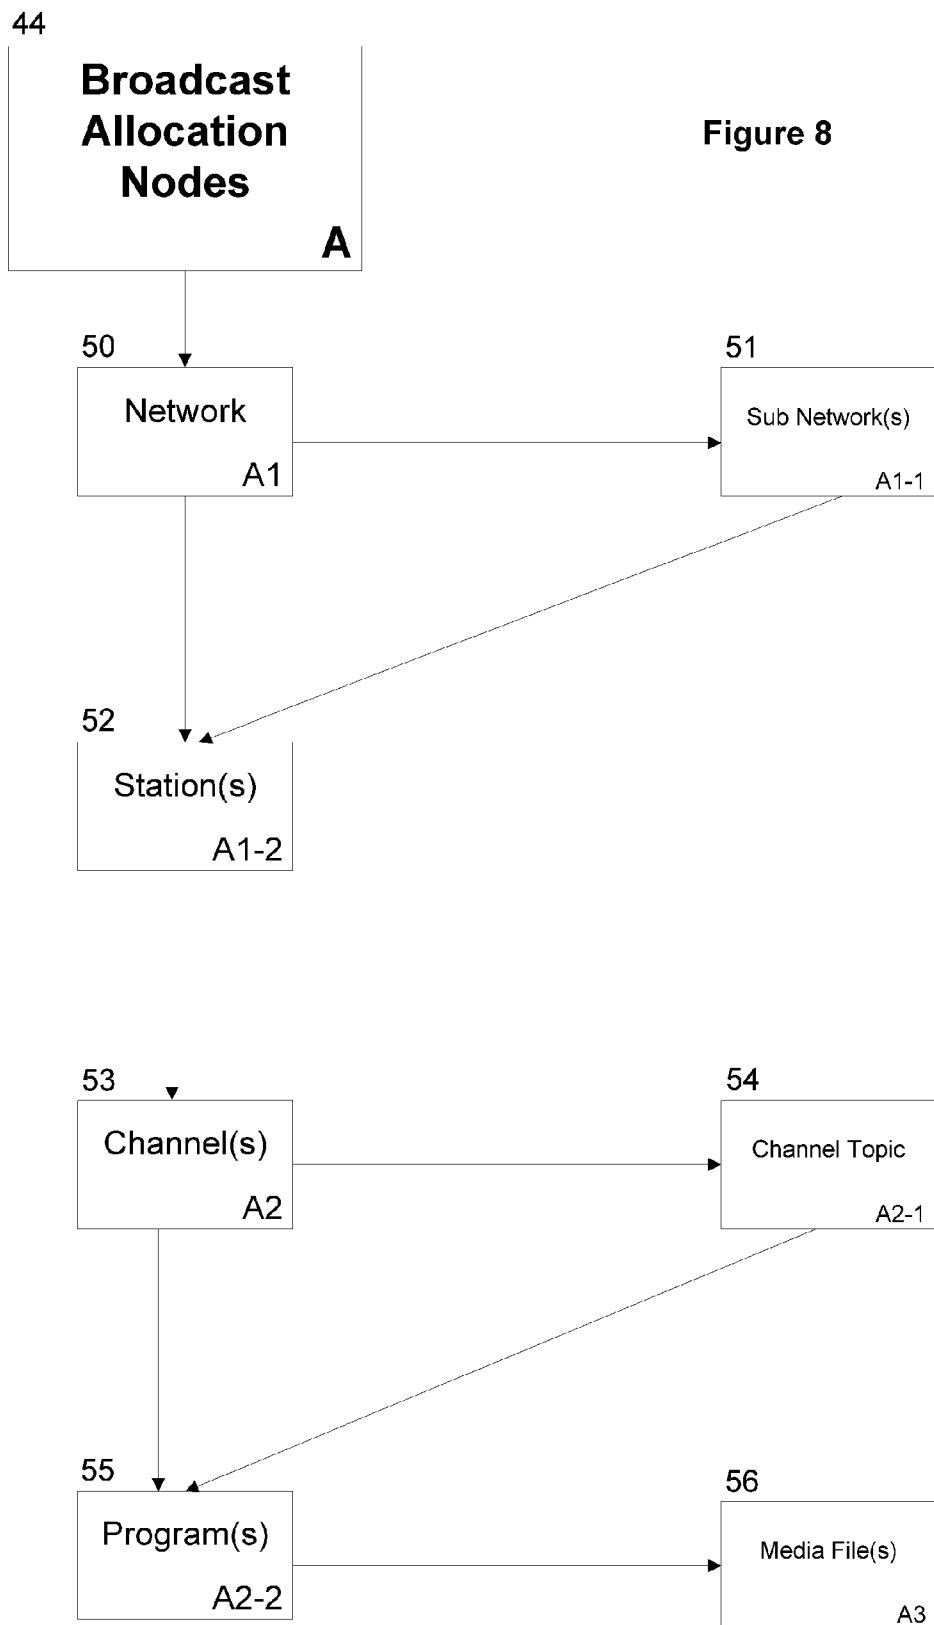 44
Broadcast
Allocation
Nodes
A
Figure 8
50
Network
A1
51
Sub Network(s)
A1-1
52
Station(s)
A1-2
53
Channel(s)
A2
54
Channel Topic
A2-1
55
Program(s)
A2-2
56
Media File(s)
A3